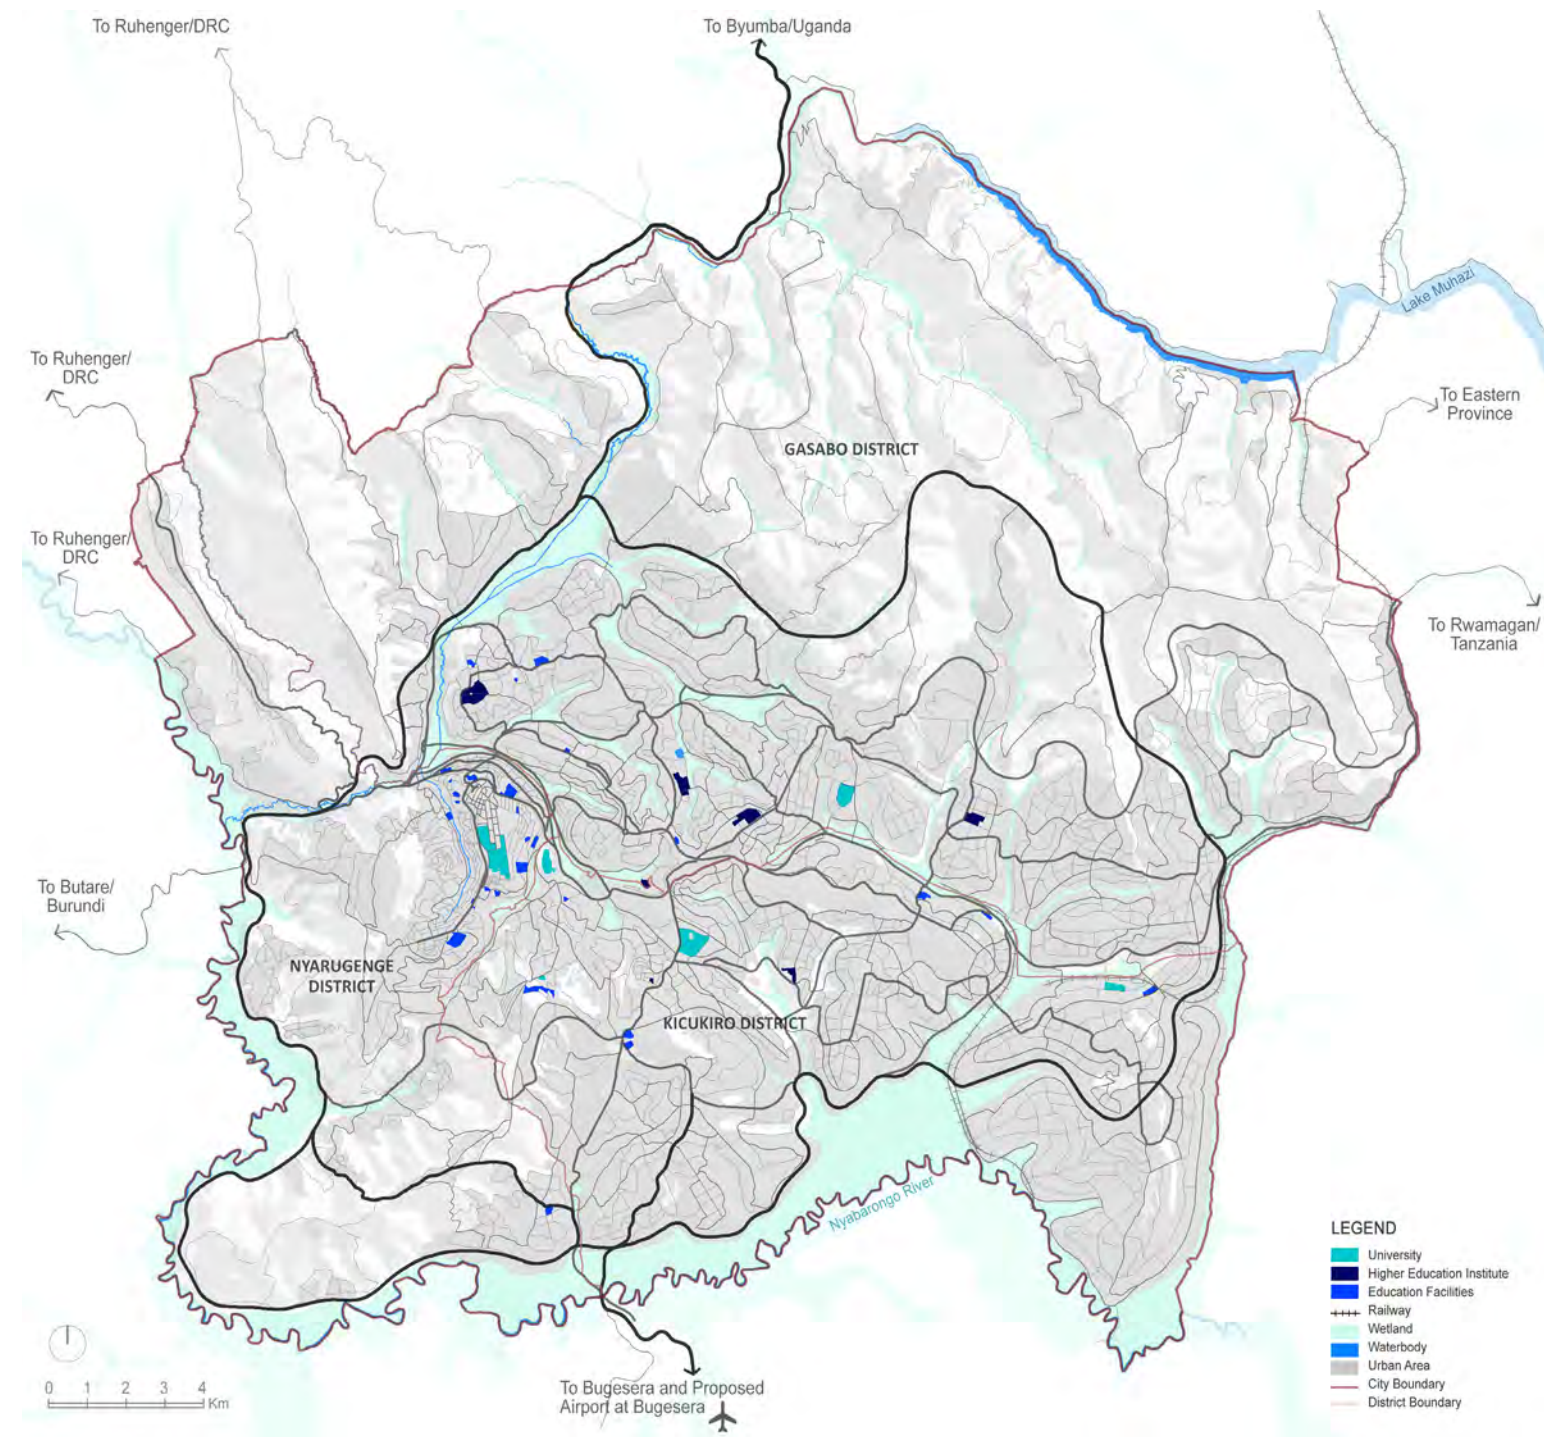 To Ruhenger/DRC
To Byumba/Uganda
Lake Muhazi
To Ruhenger/
DRC
To Eastern
Province
GASABO DISTRICT
To Ruhenger/
DRC
To Rwamagan/
Tanzania
To Butare/
Burundi
NYARUGENGE
DISTRICT
KICUKIRO DISTRICT
Nyabarongo River
LEGEND
University
Higher Education Institute
Education Facilities
Railway
Wetland
Waterbody
Urban Area
City Boundary
District Boundary
0 1 2 3 4
Km
To Bugesera and Proposed
Airport at Bugesera